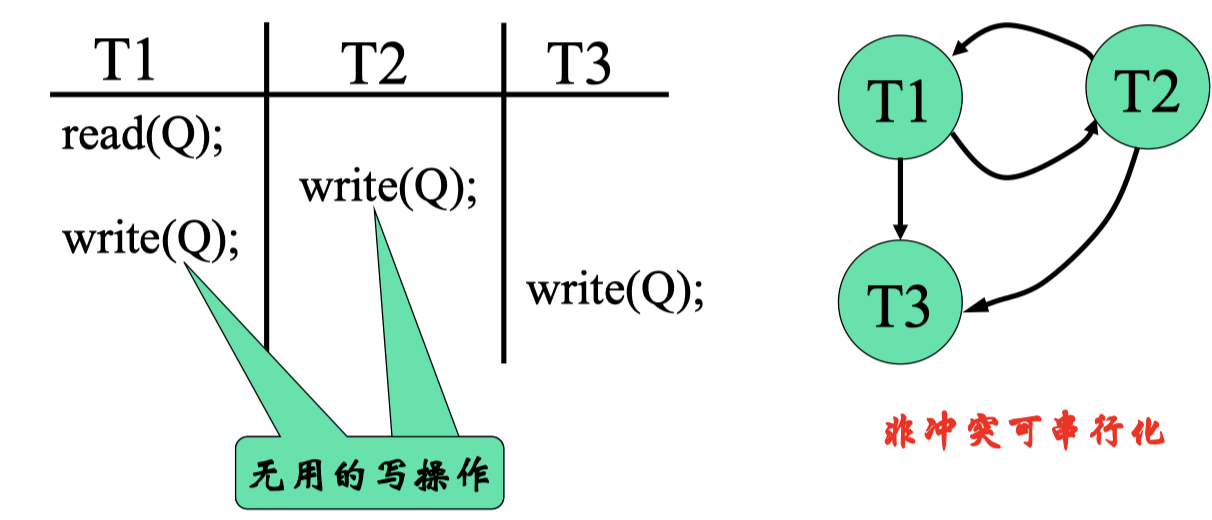 T1 T2 T3
read(Q);
write(Q);
write(Q);
write(Q);
无用的写操作
T1 T2
T3
非冲突可串行化